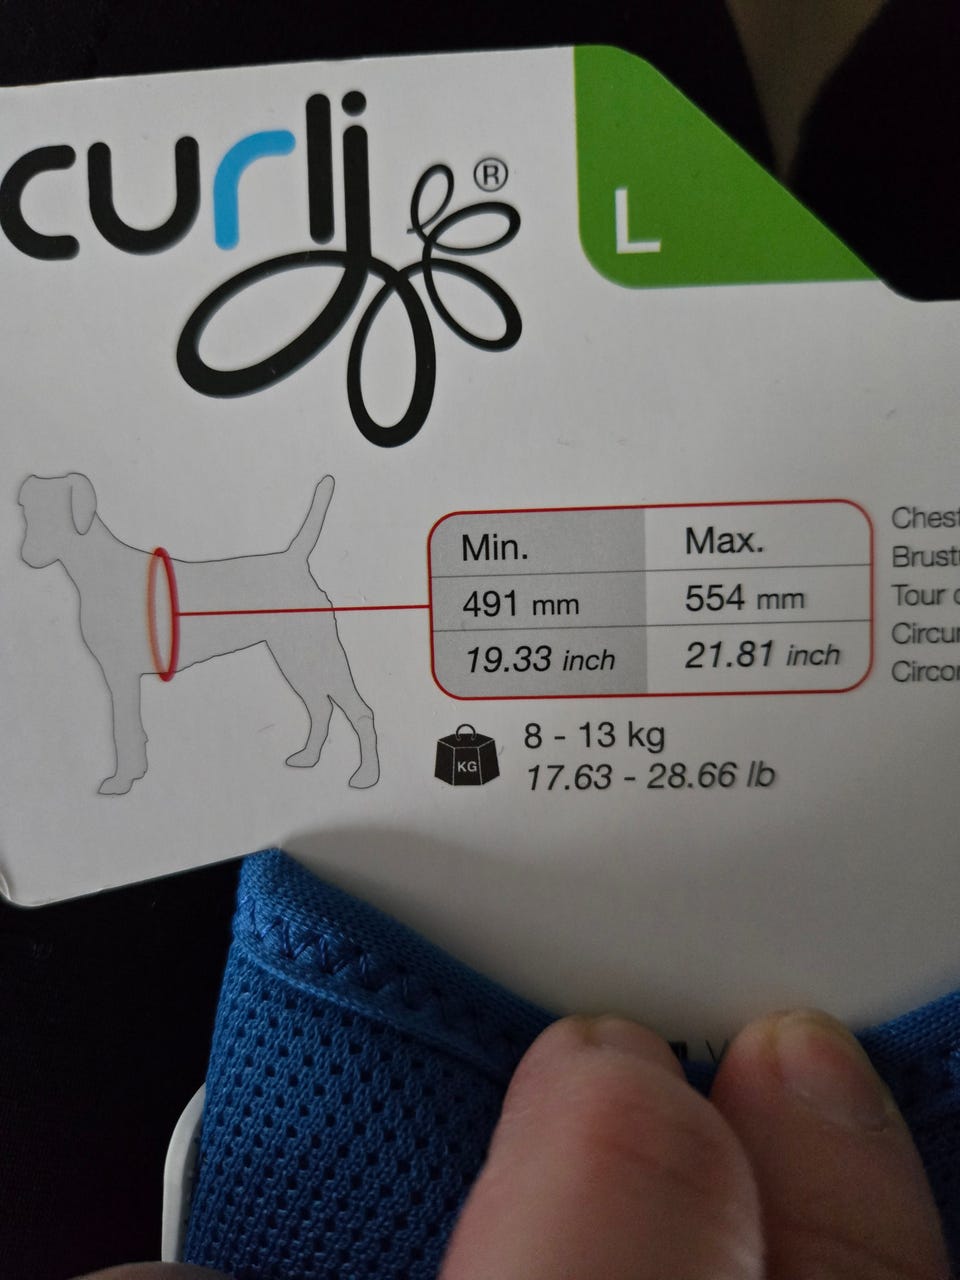 curli ®
L
Min. Max.
491 mm 554 mm
19.33 inch 21.81 inch
KG
8 - 13 kg
17.63 - 28.66 lb